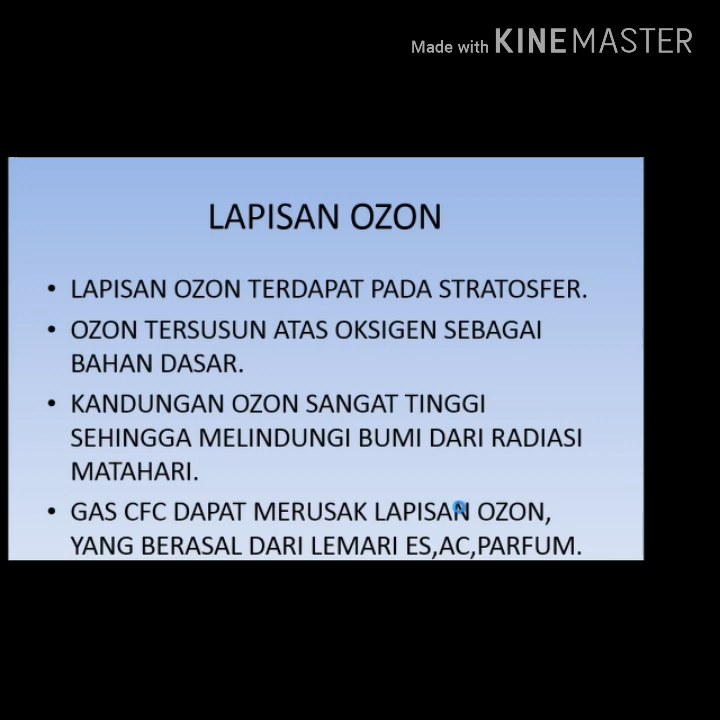 Made with KINEMASTER
LAPISAN OZON
• LAPISAN OZON TERDAPAT PADA STRATOSFER.
• OZON TERSUSUN ATAS OKSIGEN SEBAGAI
BAHAN DASAR.
• KANDUNGAN OZON SANGAT TINGGI
SEHINGGA MELINDUNGI BUMI DARI RADIASI
MATAHARI.
• GAS CFC DAPAT MERUSAK LAPISAN OZON,
YANG BERASAL DARI LEMARI ES,AC,PARFUM.